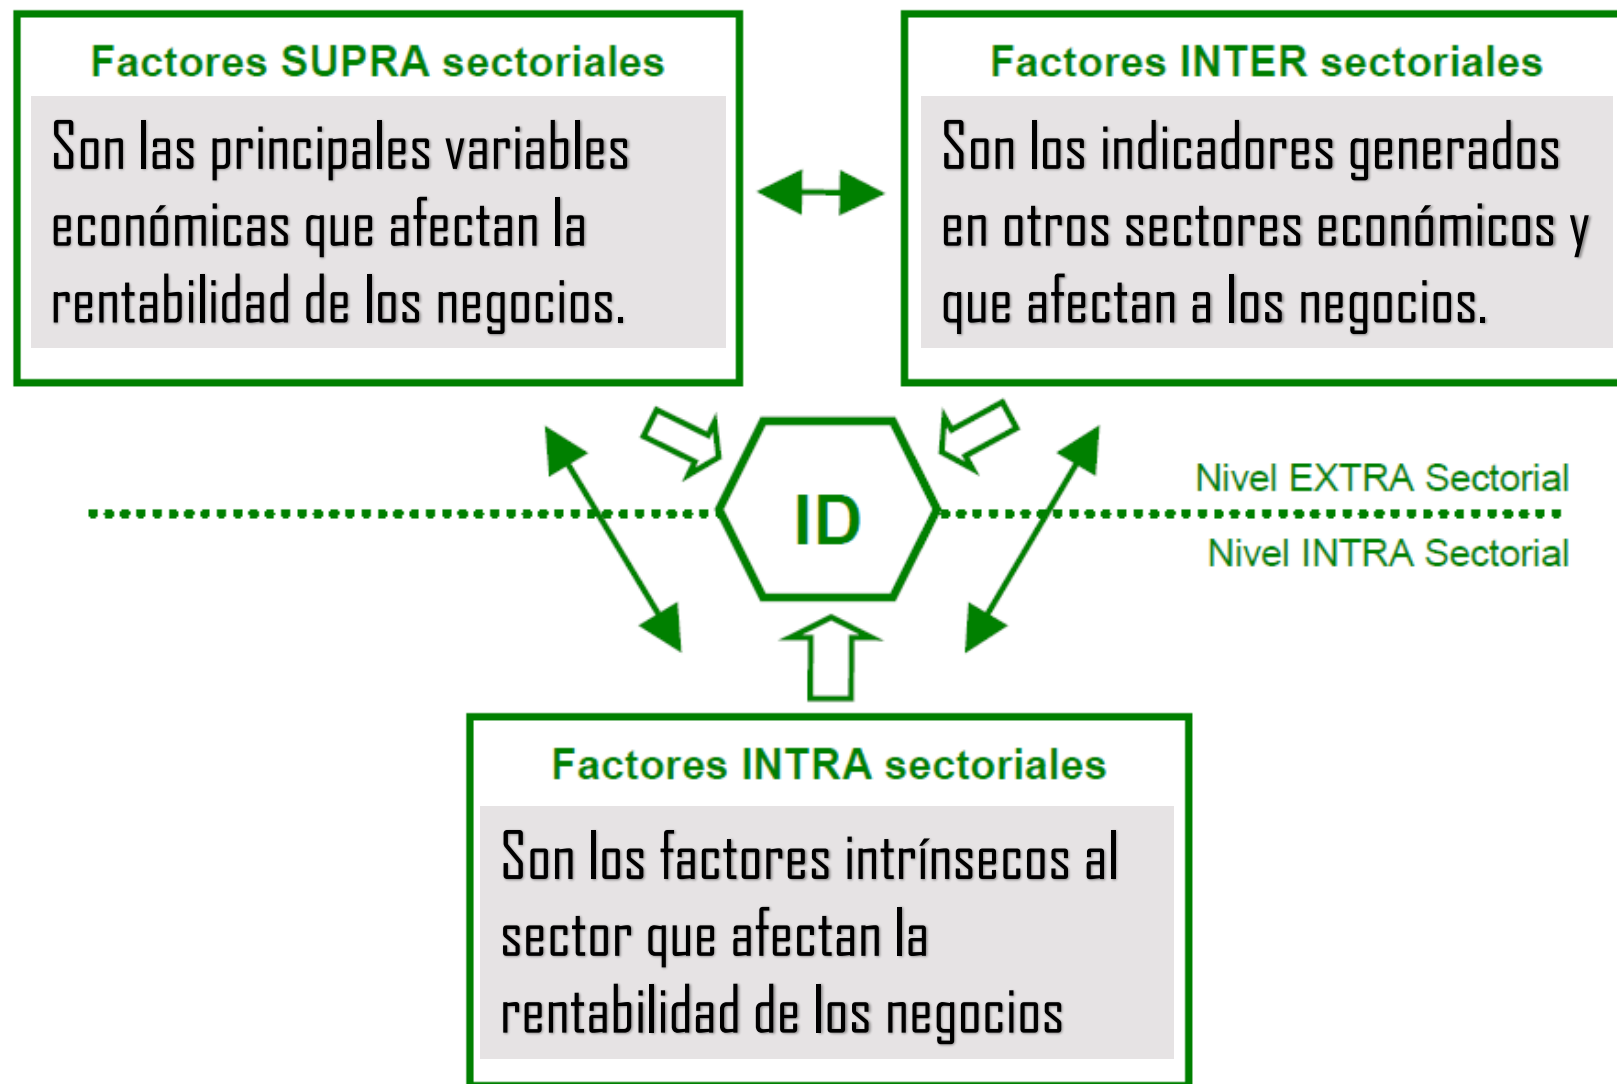 Factores SUPRA sectoriales
Son las principales variables
económicas que afectan la
rentabilidad de los negocios.
Factores INTER sectoriales
Son los indicadores generados
en otros sectores económicos y
que afectan a los negocios.
ID
Nivel EXTRA Sectorial
Nivel INTRA Sectorial
Factores INTRA sectoriales
Son los factores intrínsecos al
sector que afectan la
rentabilidad de los negocios